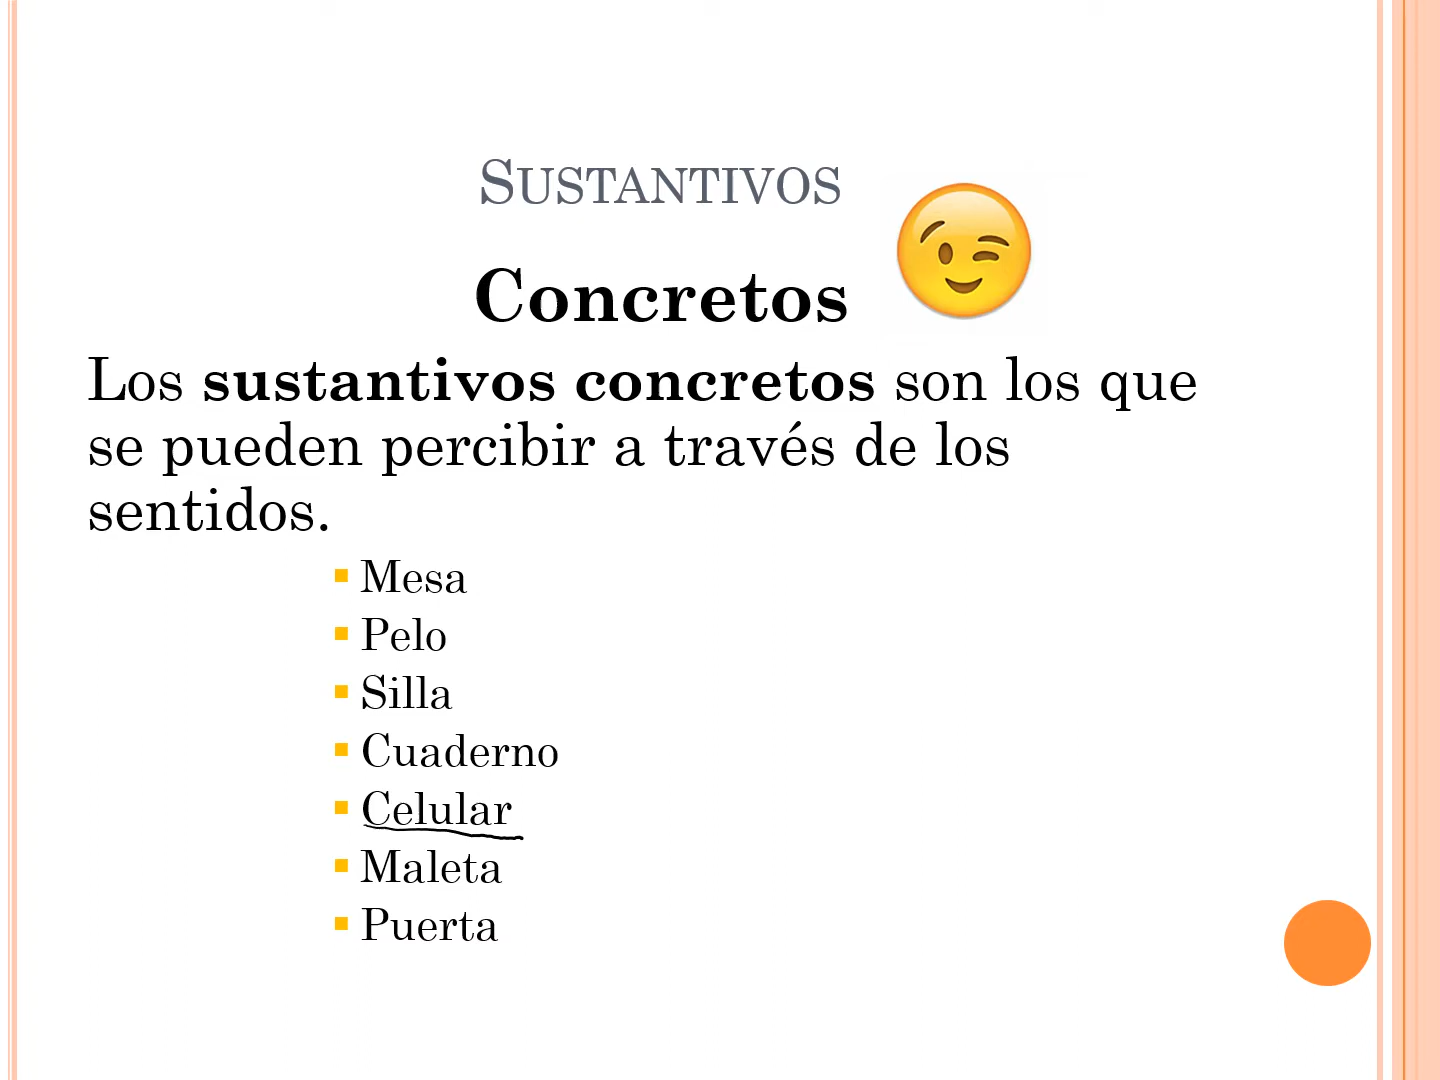 SUSTANTIVOS
Concretos
Los sustantivos concretos son los que
se pueden percibir a través de los
sentidos.
Mesa
Pelo
Silla
Cuaderno
Celular
Maleta
Puerta